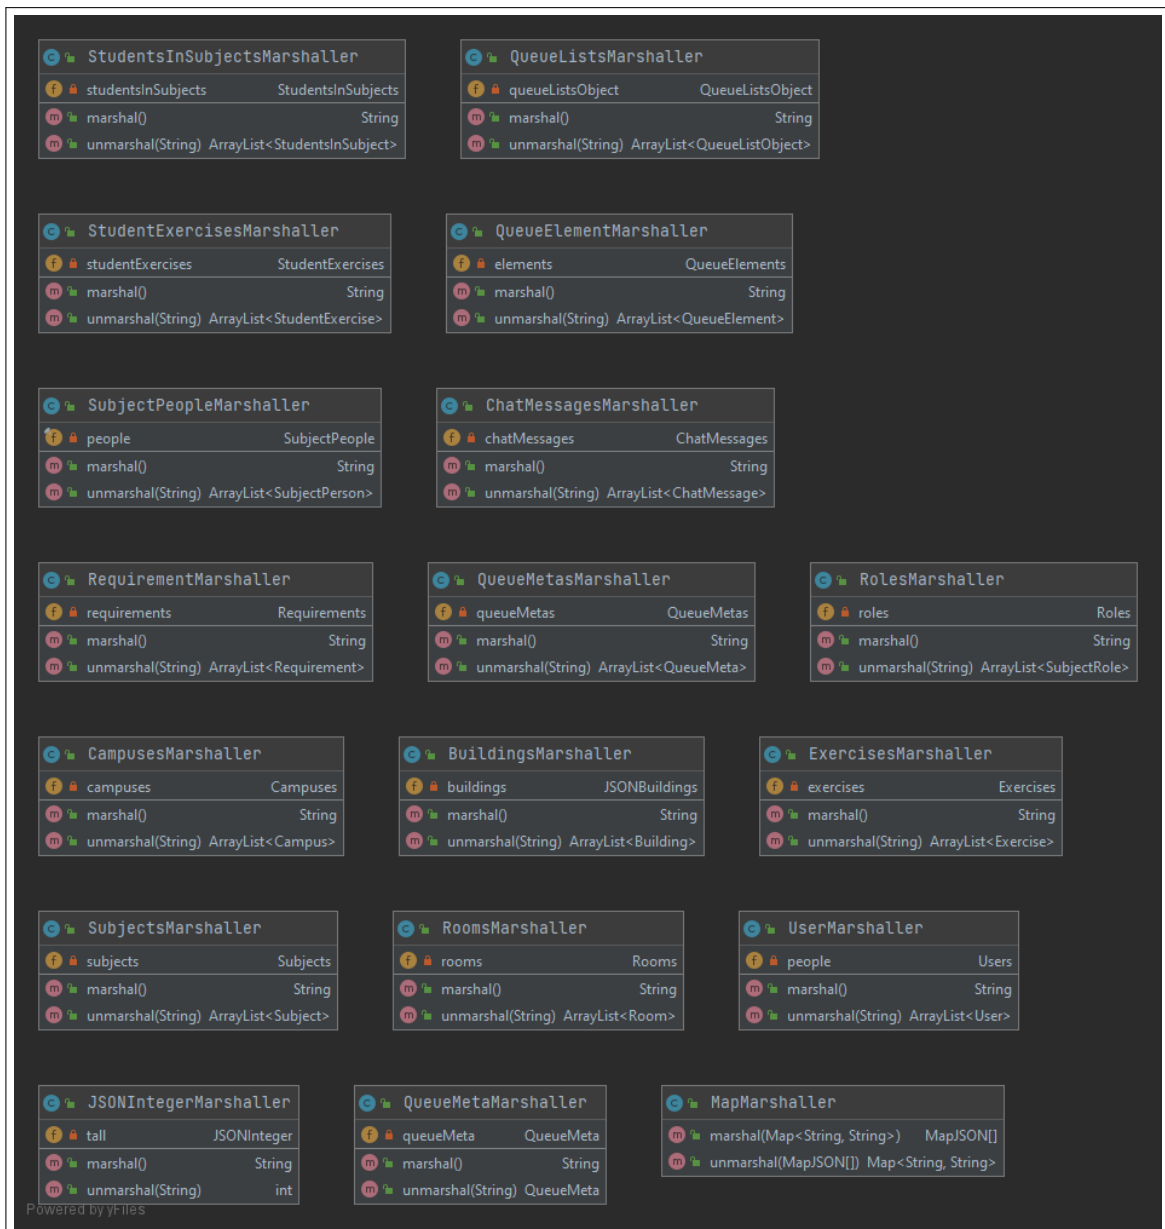 StudentsInSubjectsMarshaller
studentsInSubjects StudentsInSubjects
marshal() String
unmarshal(String) ArrayList<StudentsInSubject>
QueueListsMarshaller
queueListsObject QueueListsObject
marshal() String
unmarshal(String) ArrayList<QueueListObject>
StudentExercisesMarshaller
studentExercises StudentExercises
marshal() String
unmarshal(String) ArrayList<StudentExercise>
QueueElementMarshaller
elements QueueElements
marshal() String
unmarshal(String) ArrayList<QueueElement>
SubjectPeopleMarshaller
people SubjectPeople
marshal() String
unmarshal(String) ArrayList<SubjectPerson>
ChatMessagesMarshaller
chatMessages ChatMessages
marshal() String
unmarshal(String) ArrayList<ChatMessage>
RequirementMarshaller
requirements Requirements
marshal() String
unmarshal(String) ArrayList<Requirement>
QueueMetasMarshaller
queueMetas QueueMetas
marshal() String
unmarshal(String) ArrayList<QueueMeta>
RolesMarshaller
roles Roles
marshal() String
unmarshal(String) ArrayList<SubjectRole>
CampusesMarshaller
campuses Campuses
marshal() String
unmarshal(String) ArrayList<Campus>
BuildingsMarshaller
buildings JSONBuildings
marshal() String
unmarshal(String) ArrayList<Building>
ExercisesMarshaller
exercises Exercises
marshal() String
unmarshal(String) ArrayList<Exercise>
SubjectsMarshaller
subjects Subjects
marshal() String
unmarshal(String) ArrayList<Subject>
RoomsMarshaller
rooms Rooms
marshal() String
unmarshal(String) ArrayList<Room>
UserMarshaller
people Users
marshal() String
unmarshal(String) ArrayList<User>
JSONIntegerMarshaller
tall JSONInteger
marshal() String
unmarshal(String) int
QueueMetaMarshaller
queueMeta QueueMeta
marshal() String
unmarshal(String) QueueMeta
MapMarshaller
marshal(Map<String, String>) MapJSON[]
unmarshal(MapJSON[]) Map<String, String>
Powered by yFiles